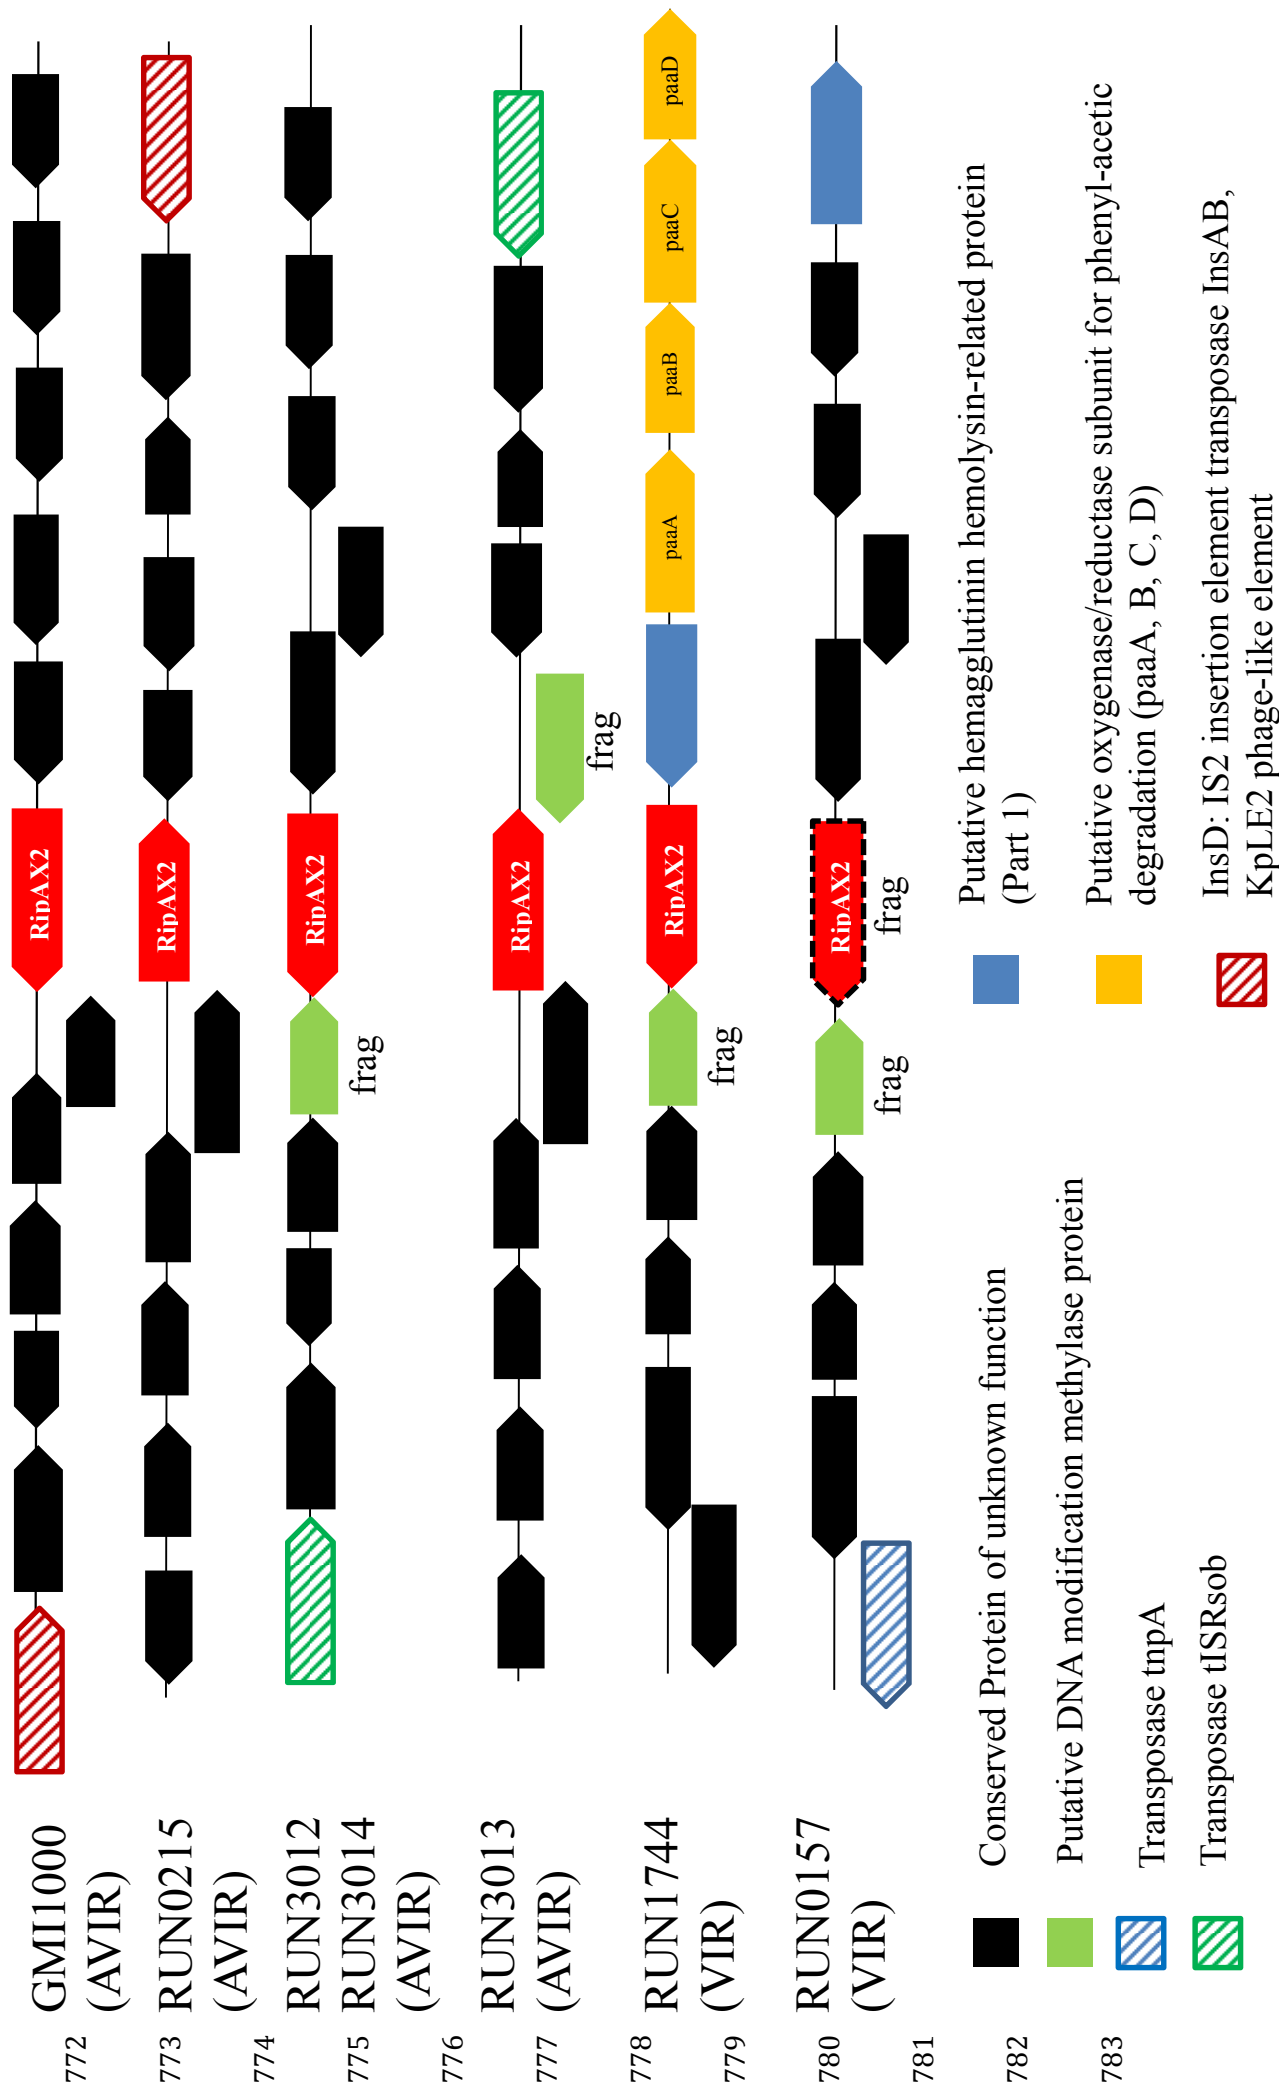 GMI1000
(AVIR)
RipAX2
772
RUN0215
(AVIR)
RipAX2
773
774
RUN3012
RUN3014
(AVIR)
frag
RipAX2
775
776
RUN3013
(AVIR)
RipAX2
frag
777
778
RUN1744
(VIR)
frag
RipAX2
paaA
paaB
paaC
paaD
779
780
RUN0157
(VIR)
frag
RipAX2
frag
781
782
783
Conserved Protein of unknown function
Putative DNA modification methylase protein
Transposase tnpA
Transposase tISRsob
Putative hemagglutinin hemolysin-related protein
(Part 1)
Putative oxygenase/reductase subunit for phenyl-acetic
degradation (paaA, B, C, D)
InsD: IS2 insertion element transposase InsAB,
KpLE2 phage-like element